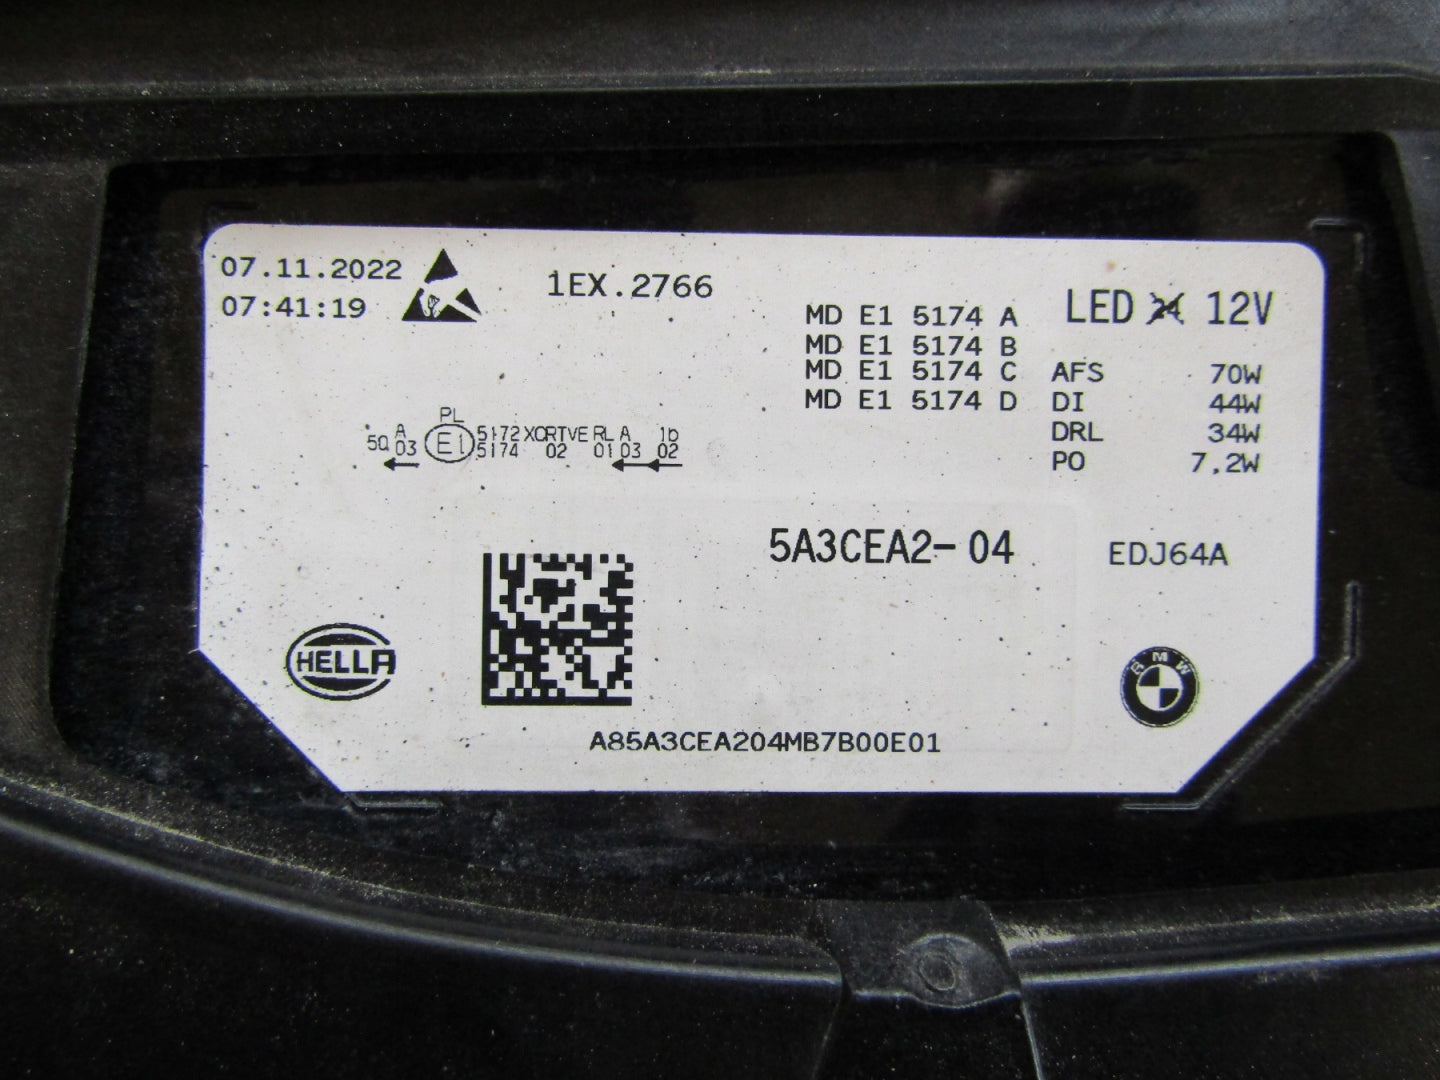 07.11.2022
07:41:19
1EX.2766
MD E1 5174 A
MD E1 5174 B
MD E1 5174 C
MD E1 5174 D
LED 24 12V
AFS 70W
DI 44W
DRL 34W
PO 7.2W
PL
5Q A 03 E1 5172 XCRTVE RL A 1b
5174 02 01 03 02
5A3CEA2-04
EDJ64A
HELLA
BMW
A85A3CEA204MB7B00E01